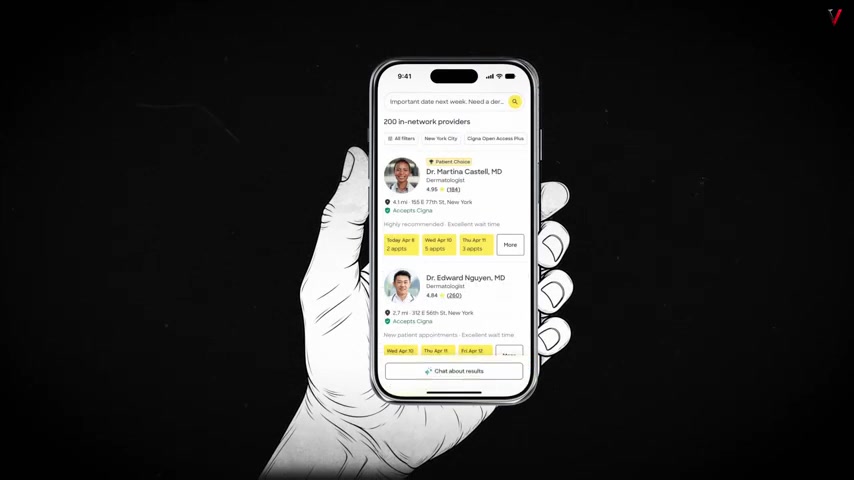 9:41
Important date next week. Need a der...
200 in-network providers
All filters
New York City
Cigna Open Access Plus
Patient Choice
Dr. Martina Castell, MD
Dermatologist
4.95 (184)
4.1 mi · 155 E 77th St, New York
Accepts Cigna
Highly recommended · Excellent wait time
Today Apr 8
2 appts
Wed Apr 10
5 appts
Thu Apr 11
3 appts
More
Dr. Edward Nguyen, MD
Dermatologist
4.84 (260)
2.7 mi · 312 E 56th St, New York
Accepts Cigna
New patient appointments · Excellent wait time
Wed Apr 10
Thu Apr 11
Fri Apr 12
More
Chat about results
V